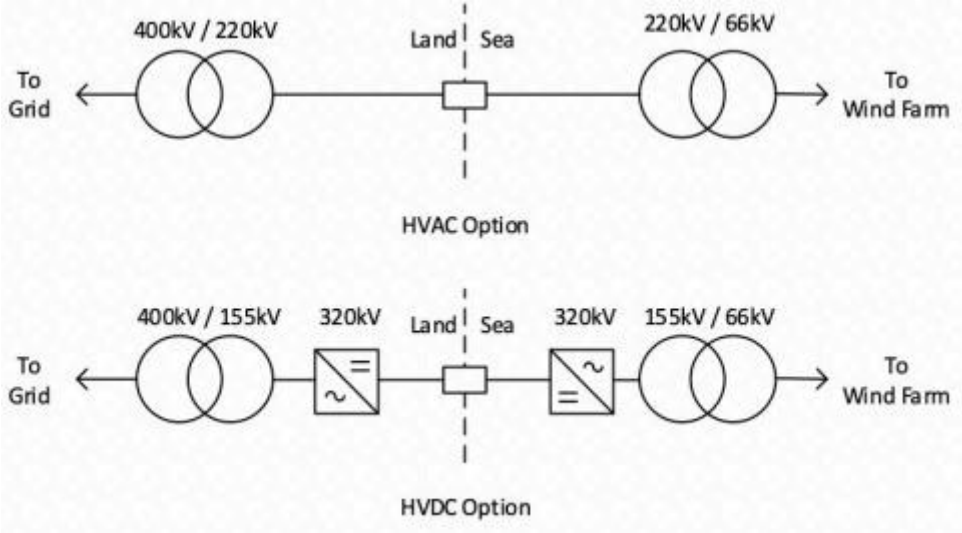 400kV / 220kV
Land Sea
220kV / 66kV
To
Grid
To
Wind Farm
HVAC Option
400kV / 155kV
320kV
Land Sea
320kV
155kV / 66kV
To
Grid
To
Wind Farm
HVDC Option